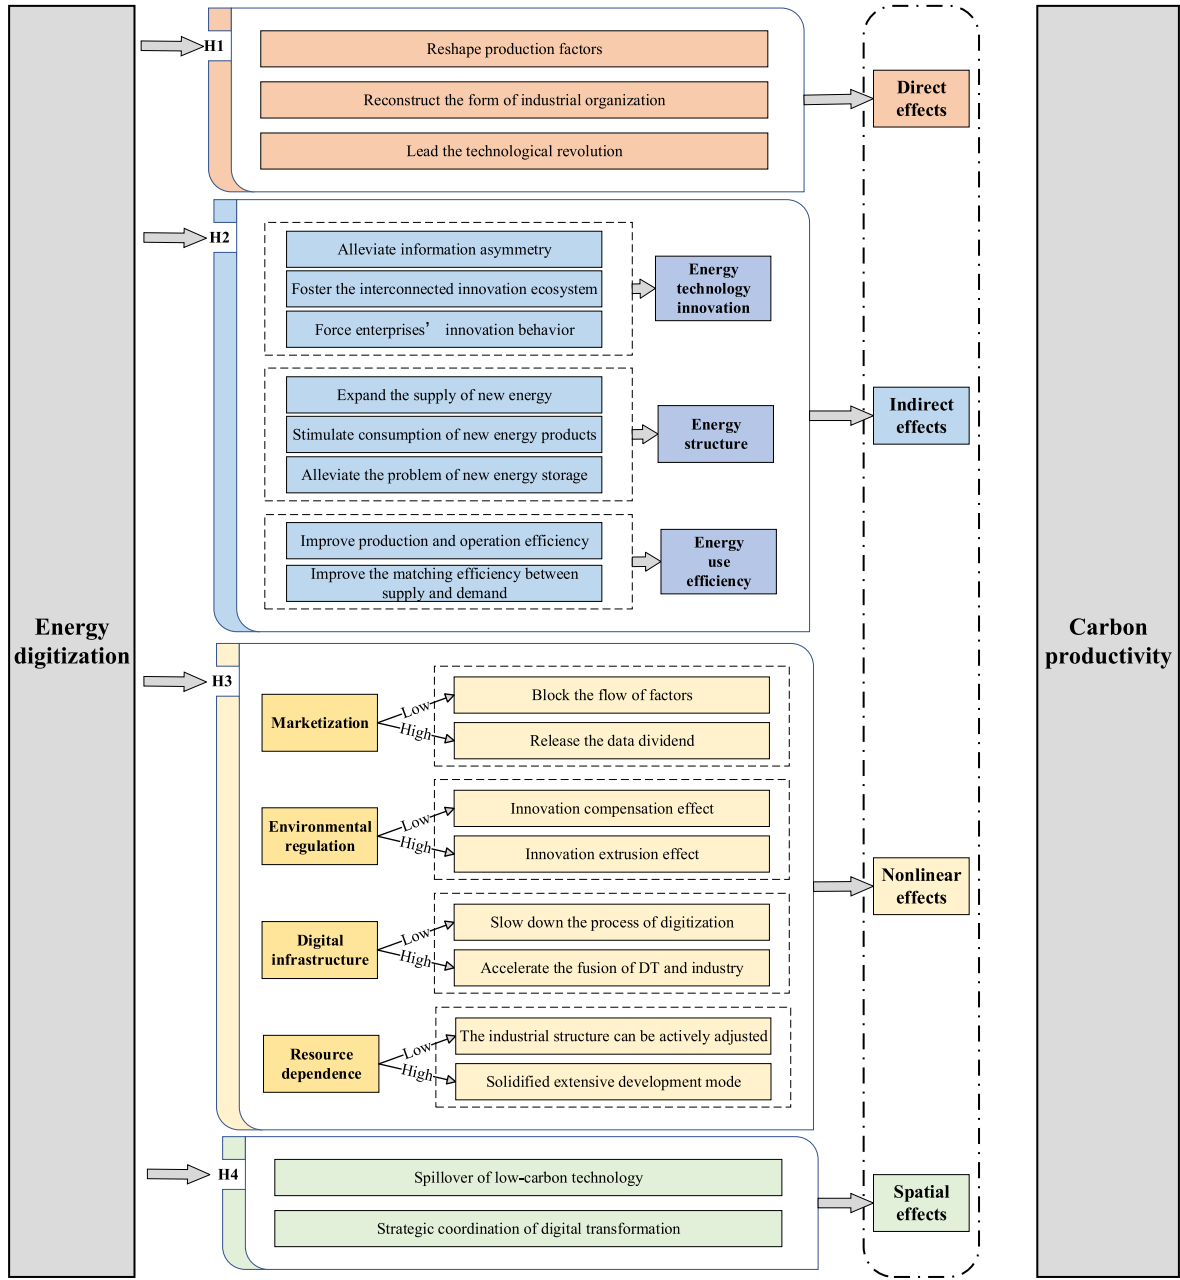 Energy
digitization
H1
Reshape production factors
Reconstruct the form of industrial organization
Lead the technological revolution
Direct
effects
H2
Alleviate information asymmetry
Foster the interconnected innovation ecosystem
Force enterprises’ innovation behavior
Energy
technology
innovation
Expand the supply of new energy
Stimulate consumption of new energy products
Alleviate the problem of new energy storage
Energy
structure
Improve production and operation efficiency
Improve the matching efficiency between
supply and demand
Energy
use
efficiency
Indirect
effects
H3
Marketization
Low
High
Block the flow of factors
Release the data dividend
Environmental
regulation
Low
High
Innovation compensation effect
Innovation extrusion effect
Digital
infrastructure
Low
High
Slow down the process of digitization
Accelerate the fusion of DT and industry
Resource
dependence
Low
High
The industrial structure can be actively adjusted
Solidified extensive development mode
Nonlinear
effects
H4
Spillover of low-carbon technology
Strategic coordination of digital transformation
Spatial
effects
Carbon
productivity